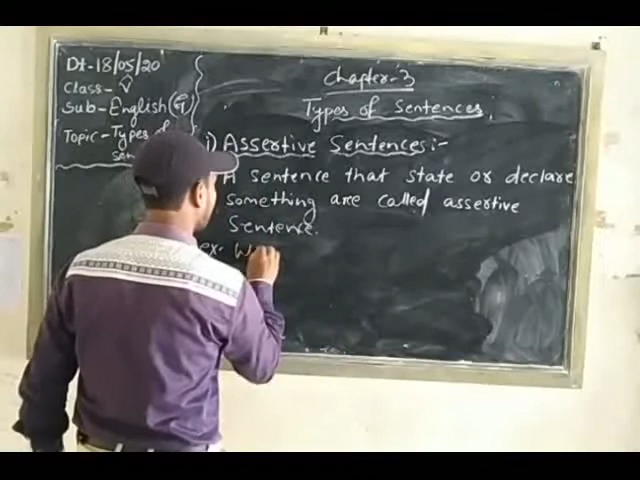 Dt-18/05/20
Class- V
Sub- English (G)
Topic- Types of
Chapter-3
Types of Sentences
i) Assertive Sentences:-
A sentence that state or declare
something are called assertive
Sentence.
ex-